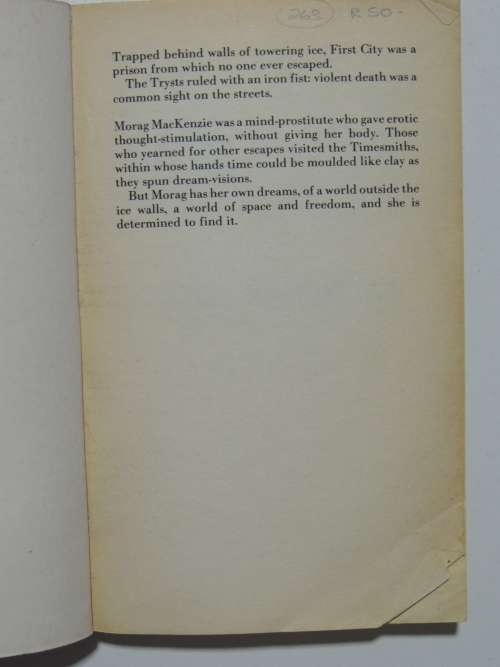 263 R50-
Trapped behind walls of towering ice, First City was a
prison from which no one ever escaped.
The Trysts ruled with an iron fist: violent death was a
common sight on the streets.
Morag MacKenzie was a mind-prostitute who gave erotic
thought-stimulation, without giving her body. Those
who yearned for other escapes visited the Timesmiths,
within whose hands time could be moulded like clay as
they spun dream-visions.
But Morag has her own dreams, of a world outside the
ice walls, a world of space and freedom, and she is
determined to find it.